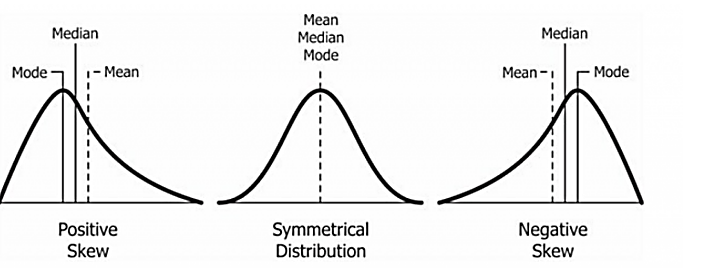 Median
Mode
Mean
Positive
Skew
Mean
Median
Mode
Symmetrical
Distribution
Median
Mean
Mode
Negative
Skew